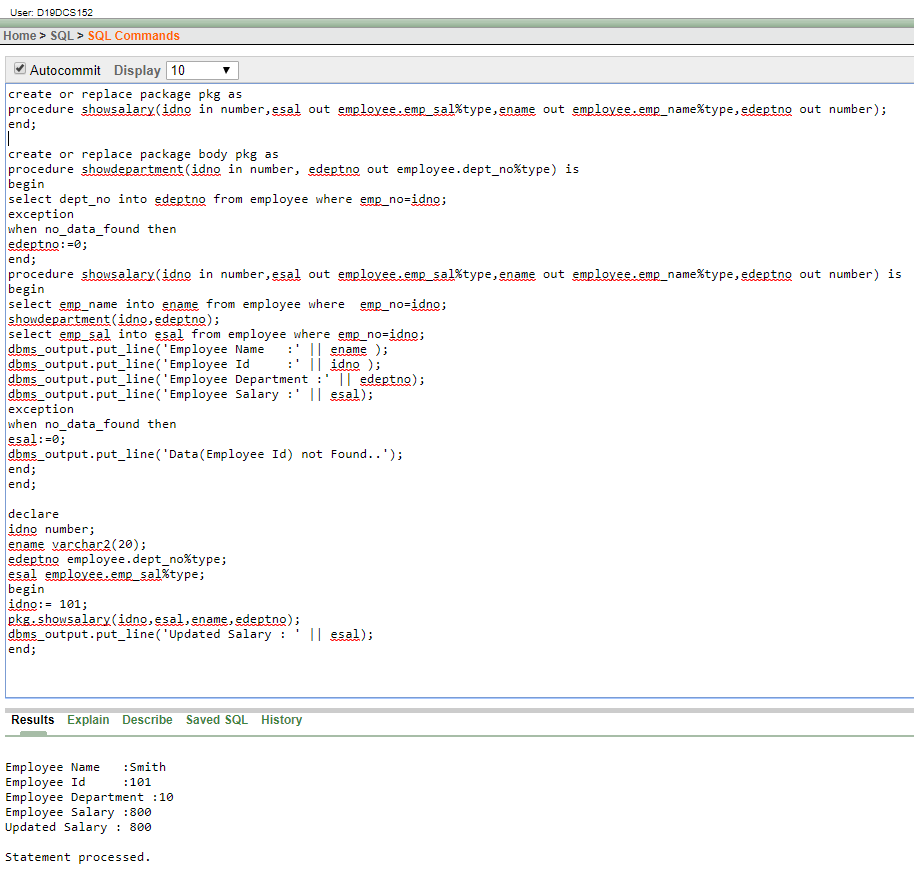 User: D19DCS152
Home > SQL > SQL Commands
Autocommit Display 10
create or replace package pkg as
procedure showsalary(idno in number,esal out employee.emp_sal%type,ename out employee.emp_name%type,edeptno out number);
end;
create or replace package body pkg as
procedure showdepartment(idno in number, edeptno out employee.dept_no%type) is
begin
select dept_no into edeptno from employee where emp_no=idno;
exception
when no_data_found then
edeptno:=0;
end;
procedure showsalary(idno in number,esal out employee.emp_sal%type,ename out employee.emp_name%type,edeptno out number) is
begin
select emp_name into ename from employee where  emp_no=idno;
showdepartment(idno,edeptno);
select emp_sal into esal from employee where emp_no=idno;
dbms_output.put_line('Employee Name   :' || ename );
dbms_output.put_line('Employee Id     :' || idno );
dbms_output.put_line('Employee Department :' || edeptno);
dbms_output.put_line('Employee Salary :' || esal);
exception
when no_data_found then
esal:=0;
dbms_output.put_line('Data(Employee Id) not Found..');
end;
end;
declare
idno number;
ename varchar2(20);
edeptno employee.dept_no%type;
esal employee.emp_sal%type;
begin
idno:= 101;
pkg.showsalary(idno,esal,ename,edeptno);
dbms_output.put_line('Updated Salary : ' || esal);
end;
Results Explain Describe Saved SQL History
Employee Name   :Smith
Employee Id     :101
Employee Department :10
Employee Salary :800
Updated Salary : 800
Statement processed.